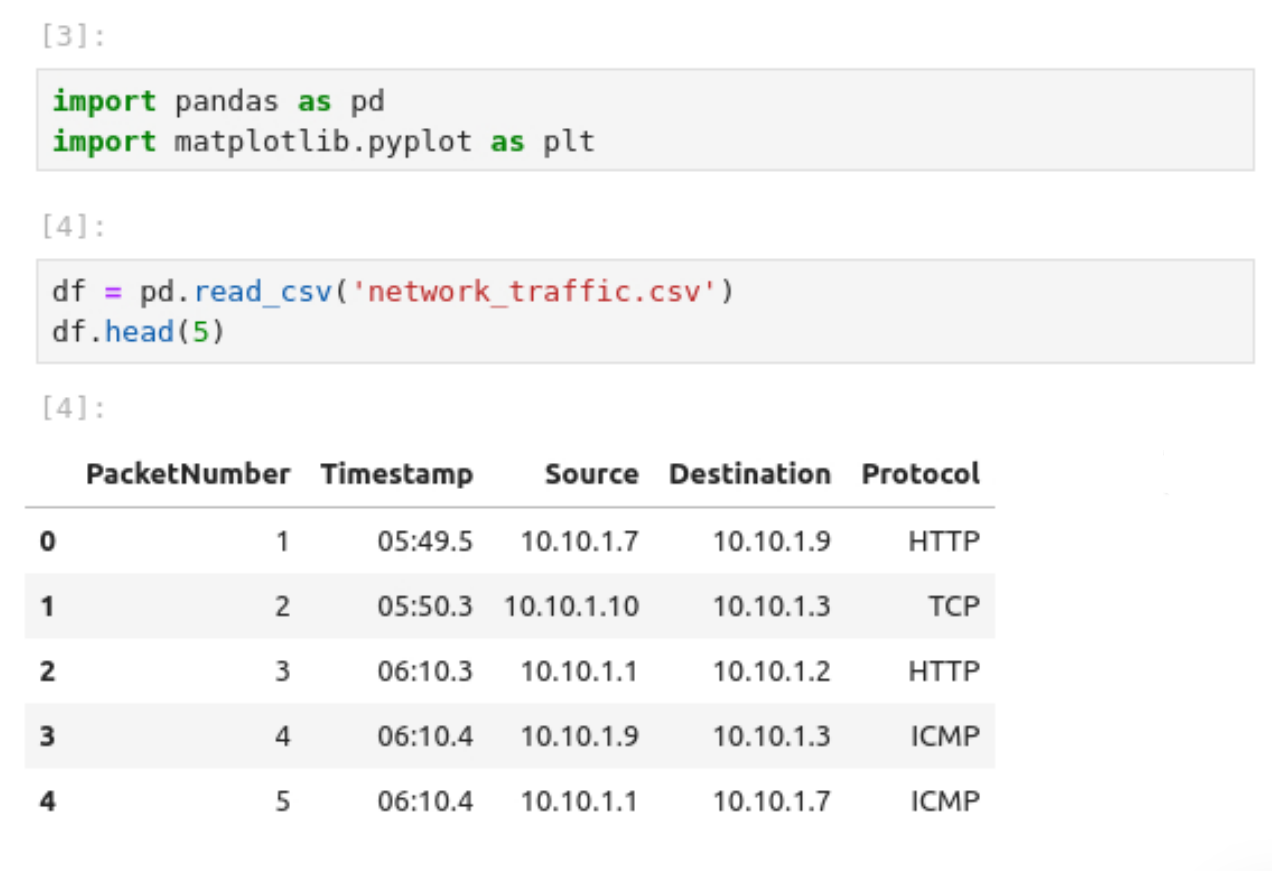 [3]:
import pandas as pd
import matplotlib.pyplot as plt
[4]:
df = pd.read_csv('network_traffic.csv')
df.head(5)
[4]:
PacketNumber Timestamp Source Destination Protocol
0 1 05:49.5 10.10.1.7 10.10.1.9 HTTP
1 2 05:50.3 10.10.1.10 10.10.1.3 TCP
2 3 06:10.3 10.10.1.1 10.10.1.2 HTTP
3 4 06:10.4 10.10.1.9 10.10.1.3 ICMP
4 5 06:10.4 10.10.1.1 10.10.1.7 ICMP